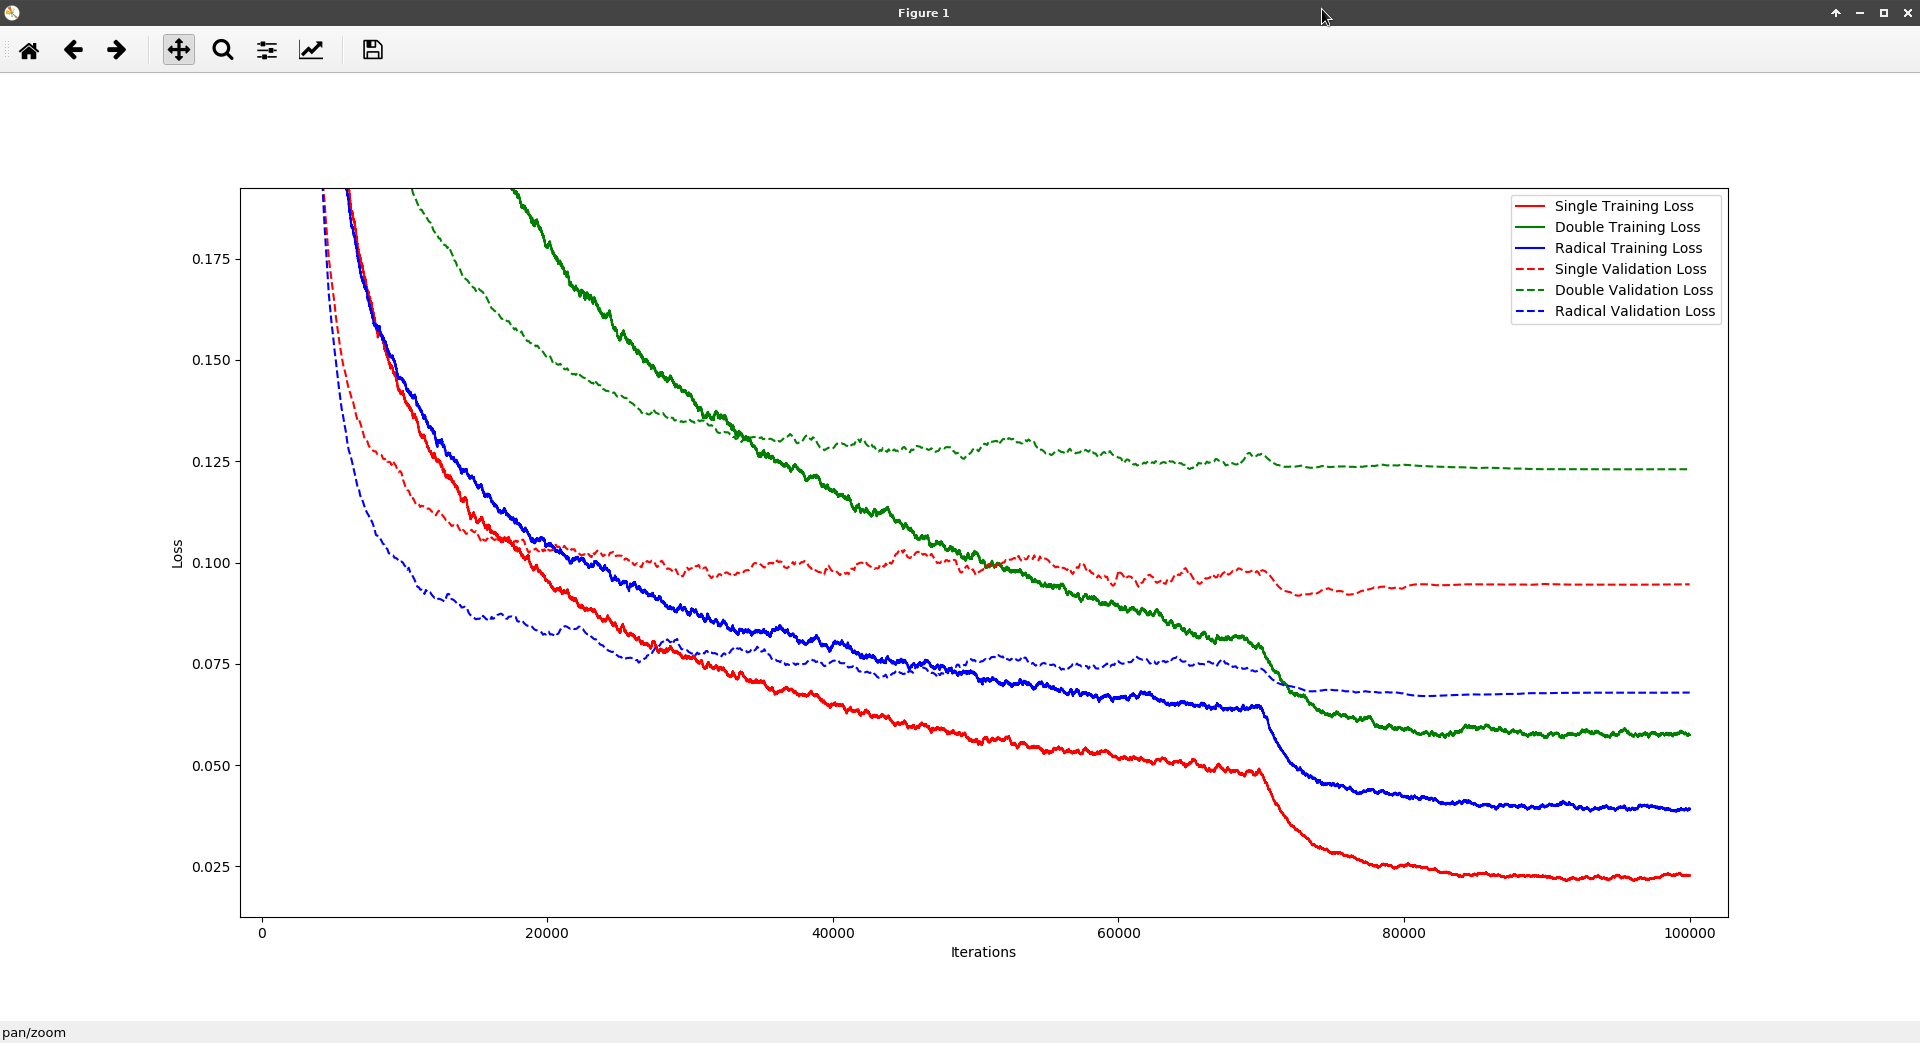 Figure 1
Single Training Loss
Double Training Loss
Radical Training Loss
Single Validation Loss
Double Validation Loss
Radical Validation Loss
0.175
0.150
0.125
0.100
0.075
0.050
0.025
Loss
0 20000 40000 60000 80000 100000
Iterations
pan/zoom